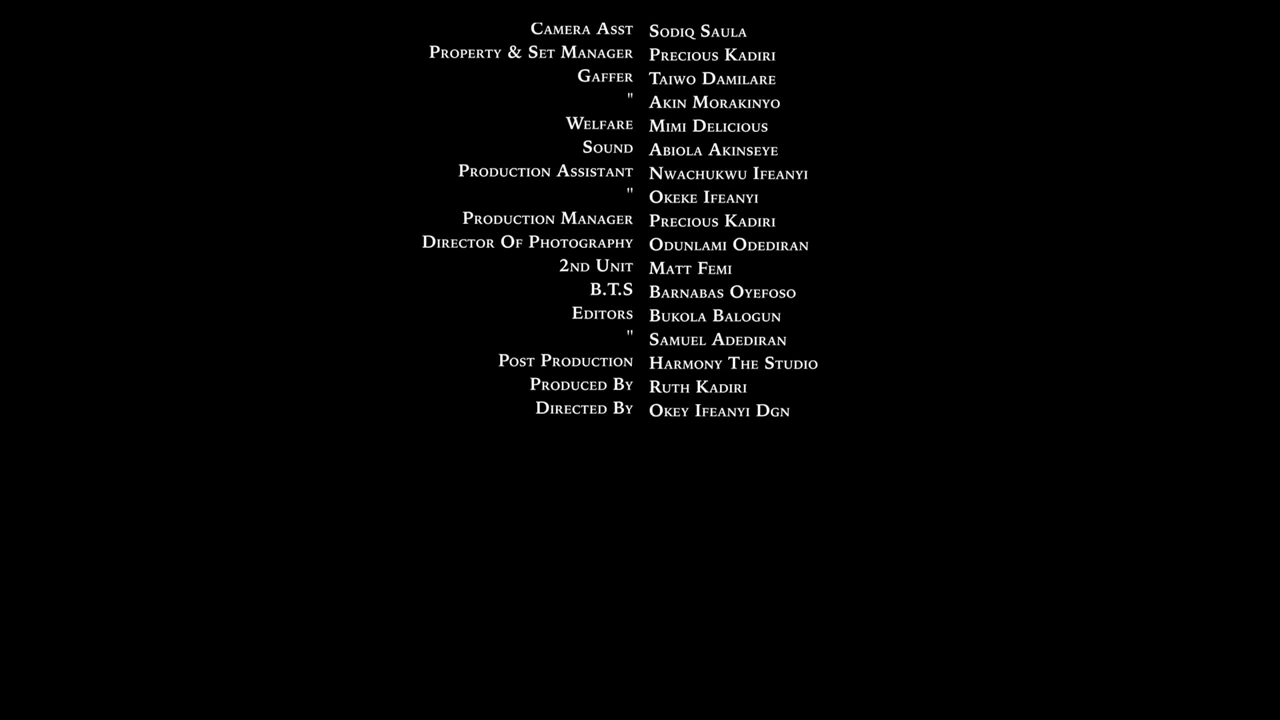 Camera Asst Sodiq Saula
Property & Set Manager Precious Kadiri
Gaffer Taiwo Damilare
" Akin Morakinyo
Welfare Mimi Delicious
Sound Abiola Akinseye
Production Assistant Nwachukwu Ifeanyi
" Okeke Ifeanyi
Production Manager Precious Kadiri
Director Of Photography Odunlami Odediran
2nd Unit Matt Femi
B.T.S Barnabas Oyefoso
Editors Bukola Balogun
" Samuel Adediran
Post Production Harmony The Studio
Produced By Ruth Kadiri
Directed By Okey Ifeanyi Dgn